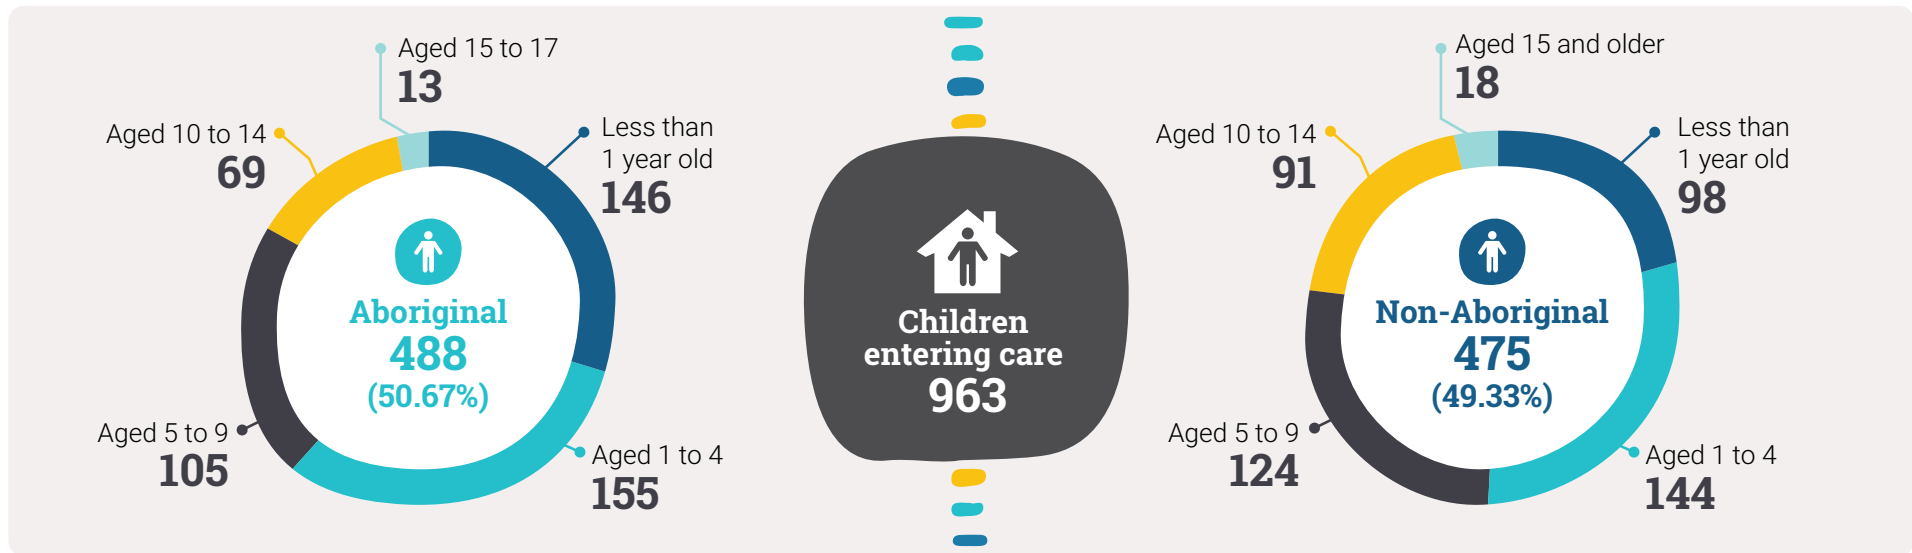 Aged 15 to 17
13
Aged 10 to 14
69
Less than
1 year old
146
Aboriginal
488
(50.67%)
Aged 5 to 9
105
Aged 1 to 4
155
Children
entering care
963
Aged 15 and older
18
Aged 10 to 14
91
Less than
1 year old
98
Non-Aboriginal
475
(49.33%)
Aged 5 to 9
124
Aged 1 to 4
144